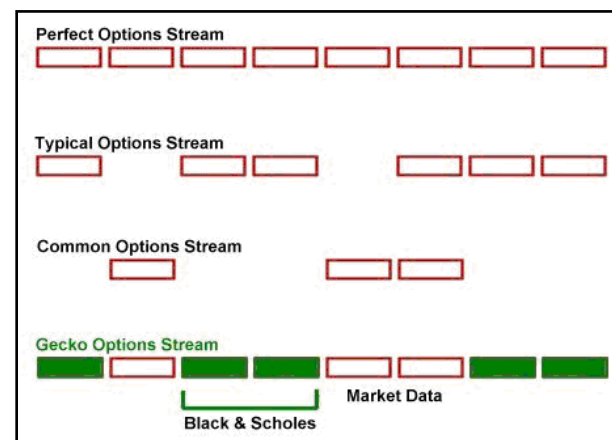 Perfect Options Stream
Typical Options Stream
Common Options Stream
Gecko Options Stream
Market Data
Black & Scholes